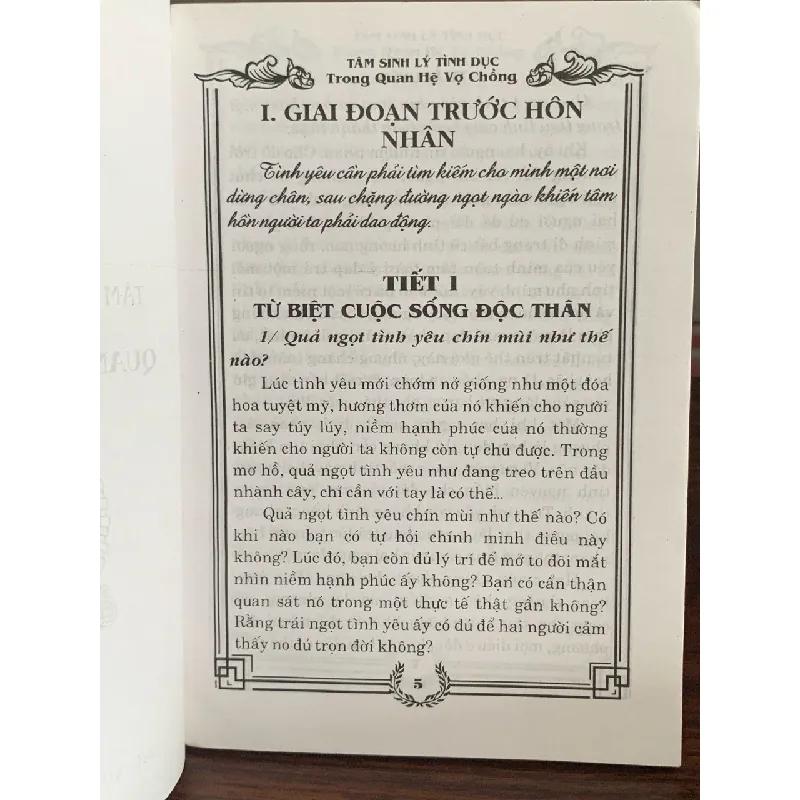 TÂM SINH LÝ TÌNH DỤC
Trong Quan Hệ Vợ Chồng
I. GIAI ĐOẠN TRƯỚC HÔN
NHÂN
Tình yêu cần phải tìm kiếm cho mình một nơi
dừng chân, sau chặng đường ngọt ngào khiến tâm
hồn người ta phải dao động.
TIẾT 1
TỪ BIỆT CUỘC SỐNG ĐỘC THÂN
1/ Quả ngọt tình yêu chín mùi như thế
nào?
Lúc tình yêu mới chớm nở giống như một đóa
hoa tuyệt mỹ, hương thơm của nó khiến cho người
ta say túy lúy, niềm hạnh phúc của nó thường
khiến cho người ta không còn tự chủ được. Trong
mơ hồ, quả ngọt tình yêu như đang treo trên đầu
nhành cây, chỉ cần với tay là có thể...
Quả ngọt tình yêu chín mùi như thế nào? Có
khi nào bạn có tự hỏi chính mình điều này
không? Lúc đó, bạn còn đủ lý trí để mở to đôi mắt
nhìn niềm hạnh phúc ấy không? Bạn có cẩn thận
quan sát nó trong một thực tế thật gần không?
Rằng trái ngọt tình yêu ấy có đủ để hai người cảm
thấy no đủ trọn đời không?
5